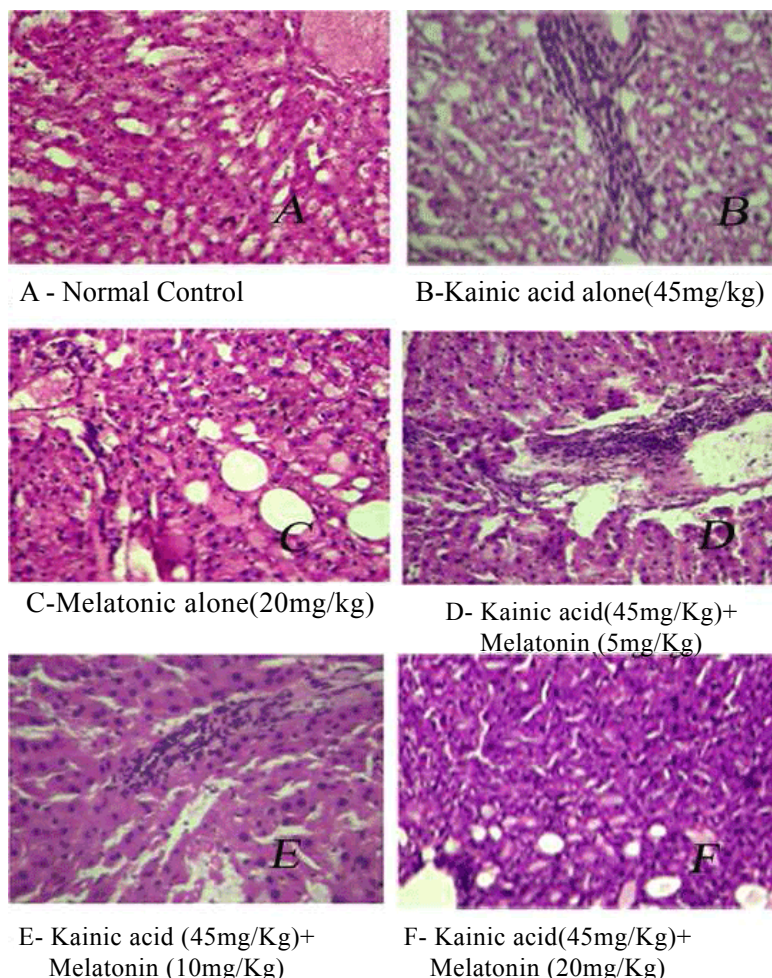 A
B
A - Normal Control
B-Kainic acid alone(45mg/kg)
C
D
C-Melatonic alone(20mg/kg)
D- Kainic acid(45mg/Kg)+
Melatonin (5mg/Kg)
E
F
E- Kainic acid (45mg/Kg)+
Melatonin (10mg/Kg)
F- Kainic acid(45mg/Kg)+
Melatonin (20mg/Kg)